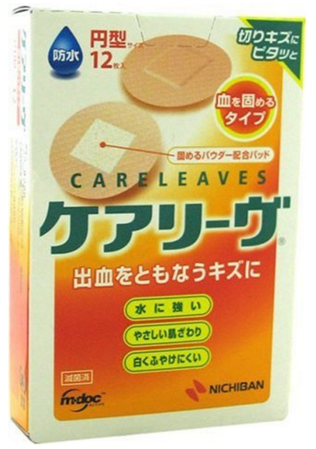 防水
円型サイズ
12枚入
切りキズに
ピタッと
血を固める
タイプ
固めるパウダー配合パッド
CARELEAVES
ケアリーヴ®
出血をともなうキズに
水に強い
やさしい肌ざわり
白くふやけにくい
滅菌済
m·doc
NICHIBAN